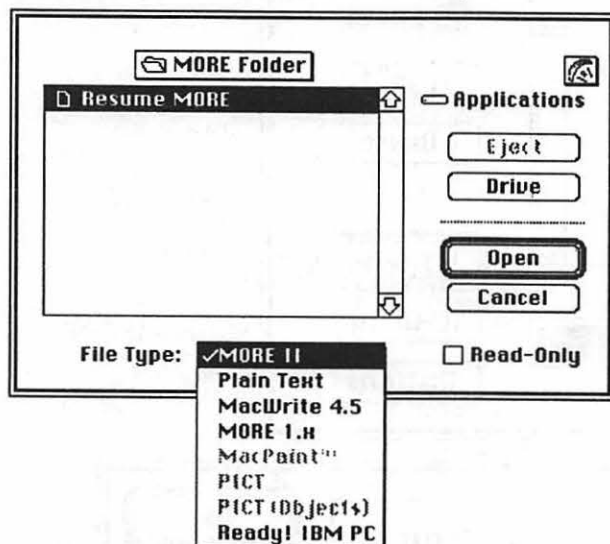 MORE Folder
Resume MORE
Applications
Eject
Drive
Open
Cancel
File Type: ✓MORE II
Read-Only
Plain Text
MacWrite 4.5
MORE 1.x
MacPaint™
PICT
PICT (Objects)
Ready! IBM PC